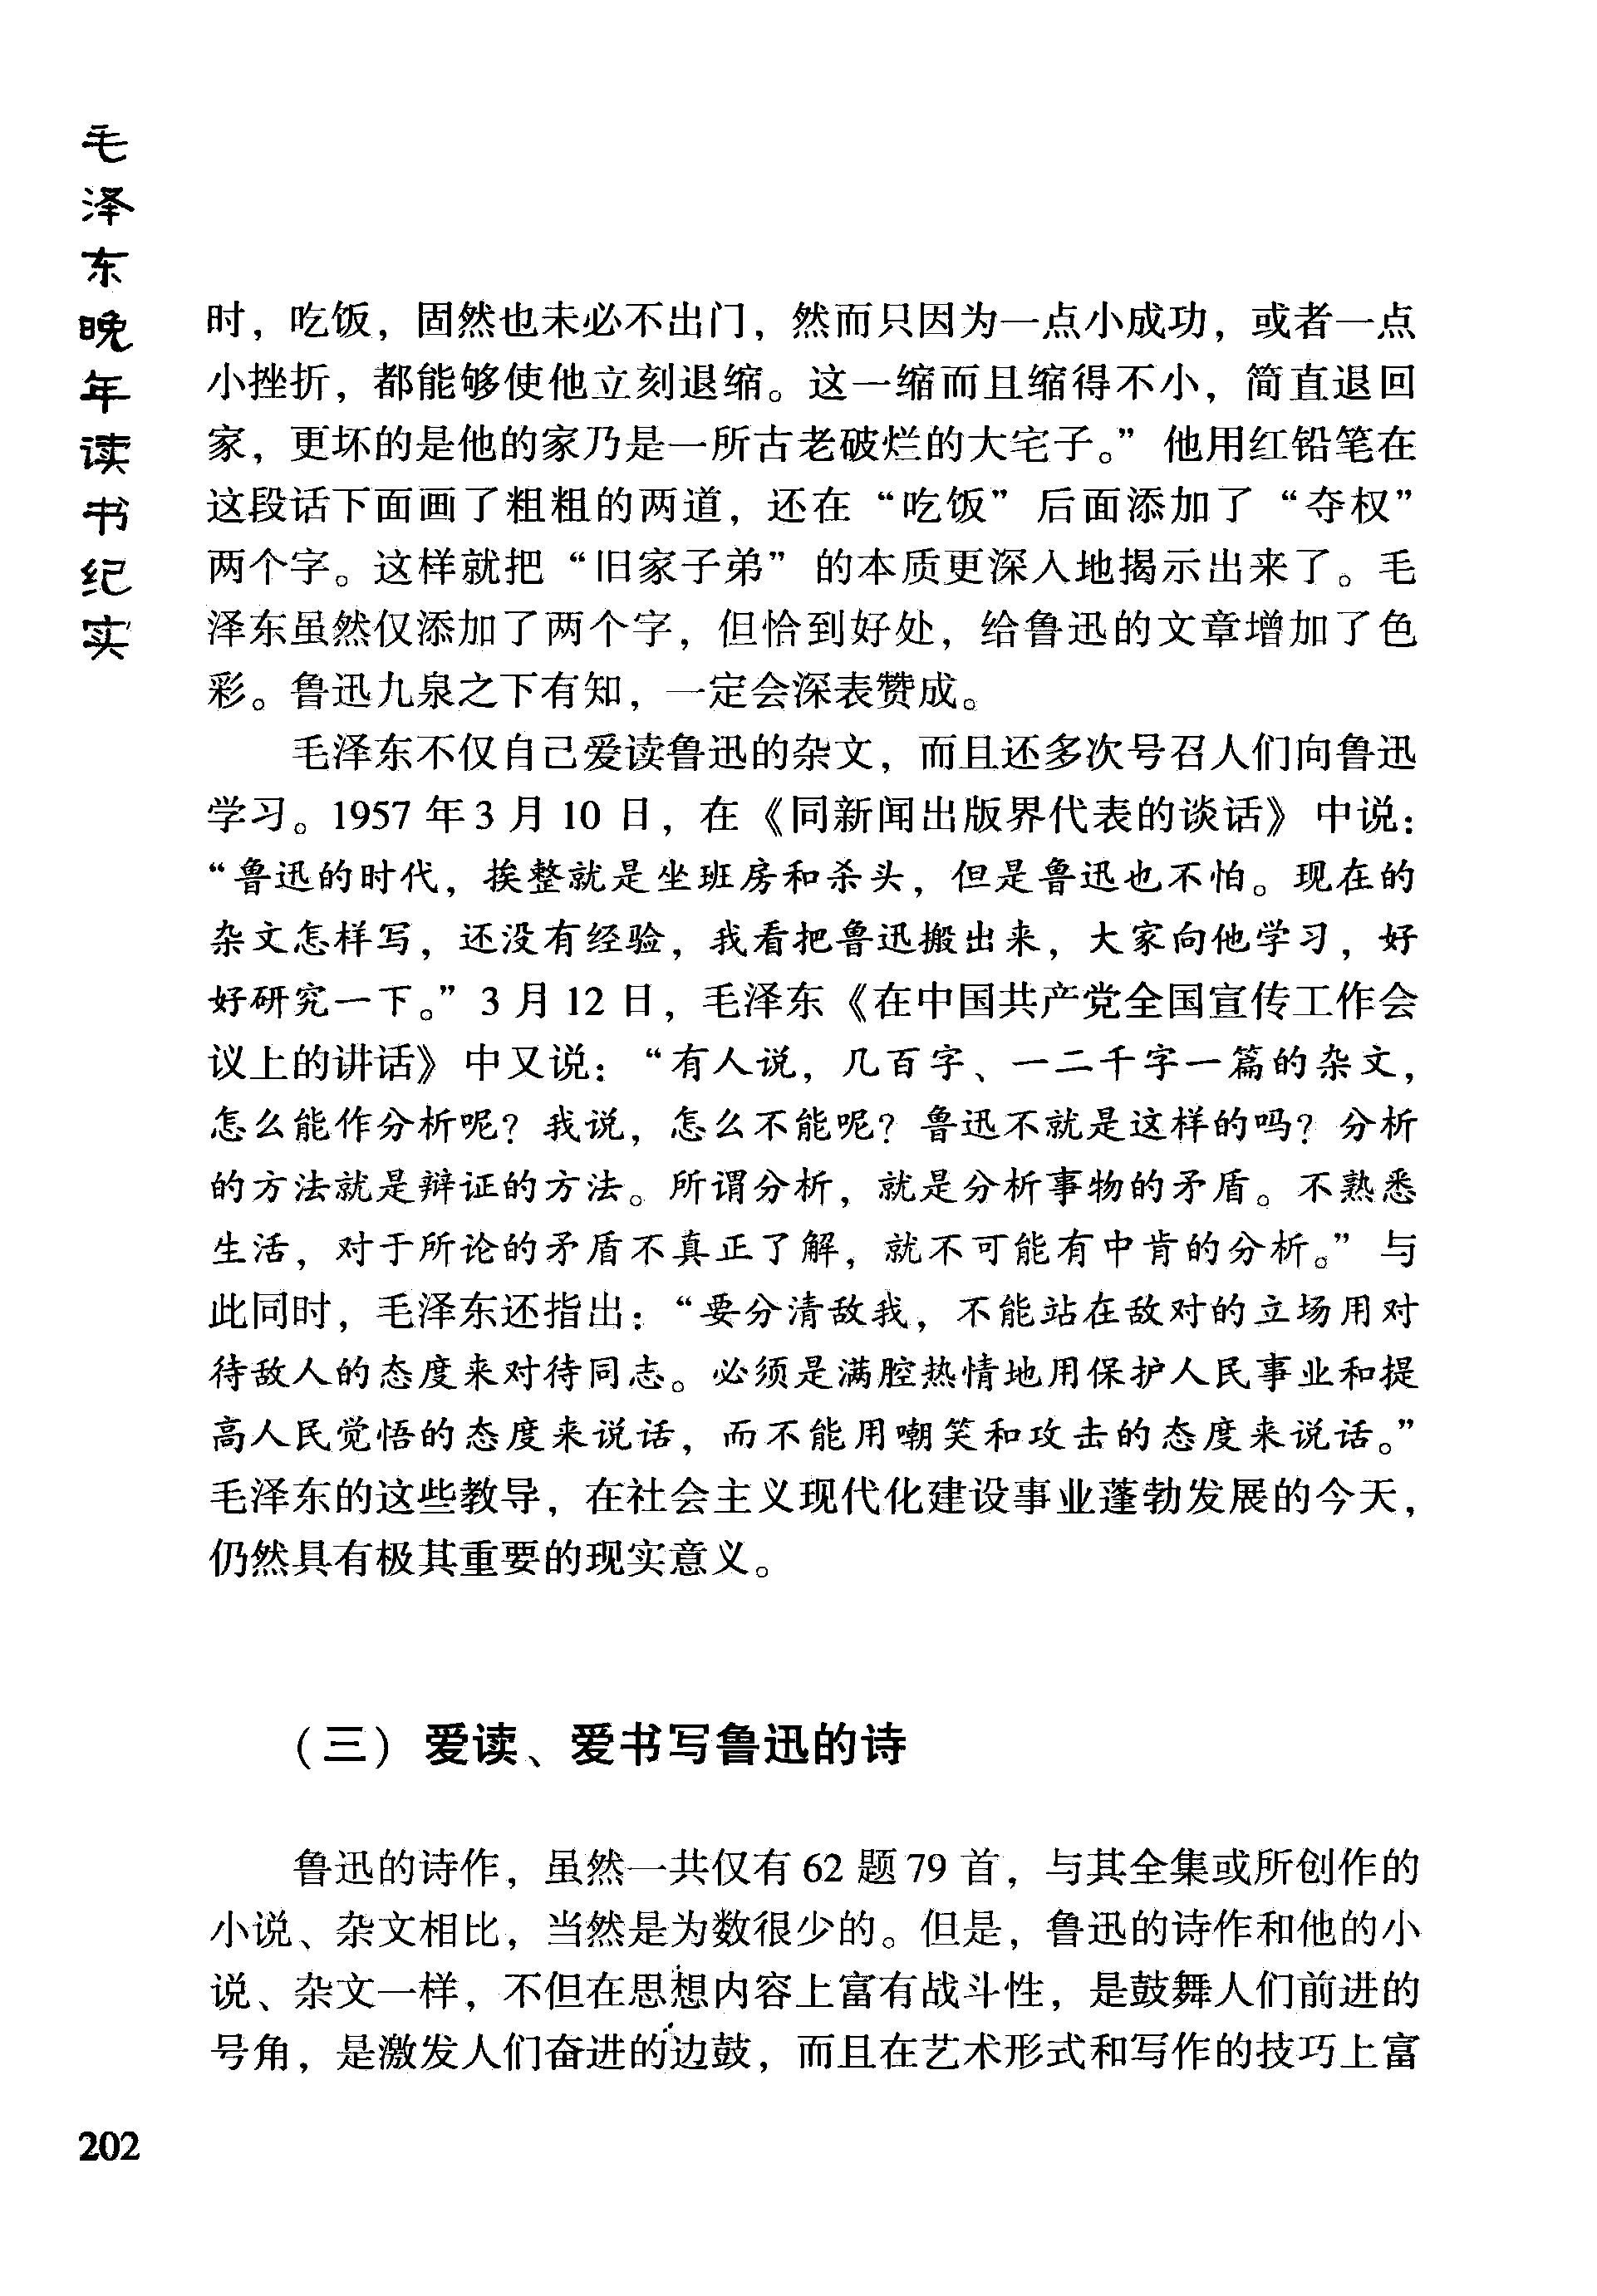 毛泽东晚年读书纪实
时，吃饭，固然也未必不出门，然而只因为一点小成功，或者一点
小挫折，都能够使他立刻退缩。这一缩而且缩得不小，简直退回
家，更坏的是他的家乃是一所古老破烂的大宅子。”他用红铅笔在
这段话下面画了粗粗的两道，还在“吃饭”后面添加了“夺权”
两个字。这样就把“旧家子弟”的本质更深入地揭示出来了。毛
泽东虽然仅添加了两个字，但恰到好处，给鲁迅的文章增加了色
彩。鲁迅九泉之下有知，一定会深表赞成。
毛泽东不仅自己爱读鲁迅的杂文，而且还多次号召人们向鲁迅
学习。1957年3月10日，在《同新闻出版界代表的谈话》中说：
“鲁迅的时代，挨整就是坐班房和杀头，但是鲁迅也不怕。现在的
杂文怎样写，还没有经验，我看把鲁迅搬出来，大家向他学习，好
好研究一下。”3月12日，毛泽东《在中国共产党全国宣传工作会
议上的讲话》中又说：“有人说，几百字、一二千字一篇的杂文，
怎么能作分析呢？我说，怎么不能呢？鲁迅不就是这样的吗？分析
的方法就是辩证的方法。所谓分析，就是分析事物的矛盾。不熟悉
生活，对于所论的矛盾不真正了解，就不可能有中肯的分析。”与
此同时，毛泽东还指出：“要分清敌我，不能站在敌对的立场用对
待敌人的态度来对待同志。必须是满腔热情地用保护人民事业和提
高人民觉悟的态度来说话，而不能用嘲笑和攻击的态度来说话。”
毛泽东的这些教导，在社会主义现代化建设事业蓬勃发展的今天，
仍然具有极其重要的现实意义。
（三）爱读、爱书写鲁迅的诗
鲁迅的诗作，虽然一共仅有62题79首，与其全集或所创作的
小说、杂文相比，当然是为数很少的。但是，鲁迅的诗作和他的小
说、杂文一样，不但在思想内容上富有战斗性，是鼓舞人们前进的
号角，是激发人们奋进的边鼓，而且在艺术形式和写作的技巧上富
202